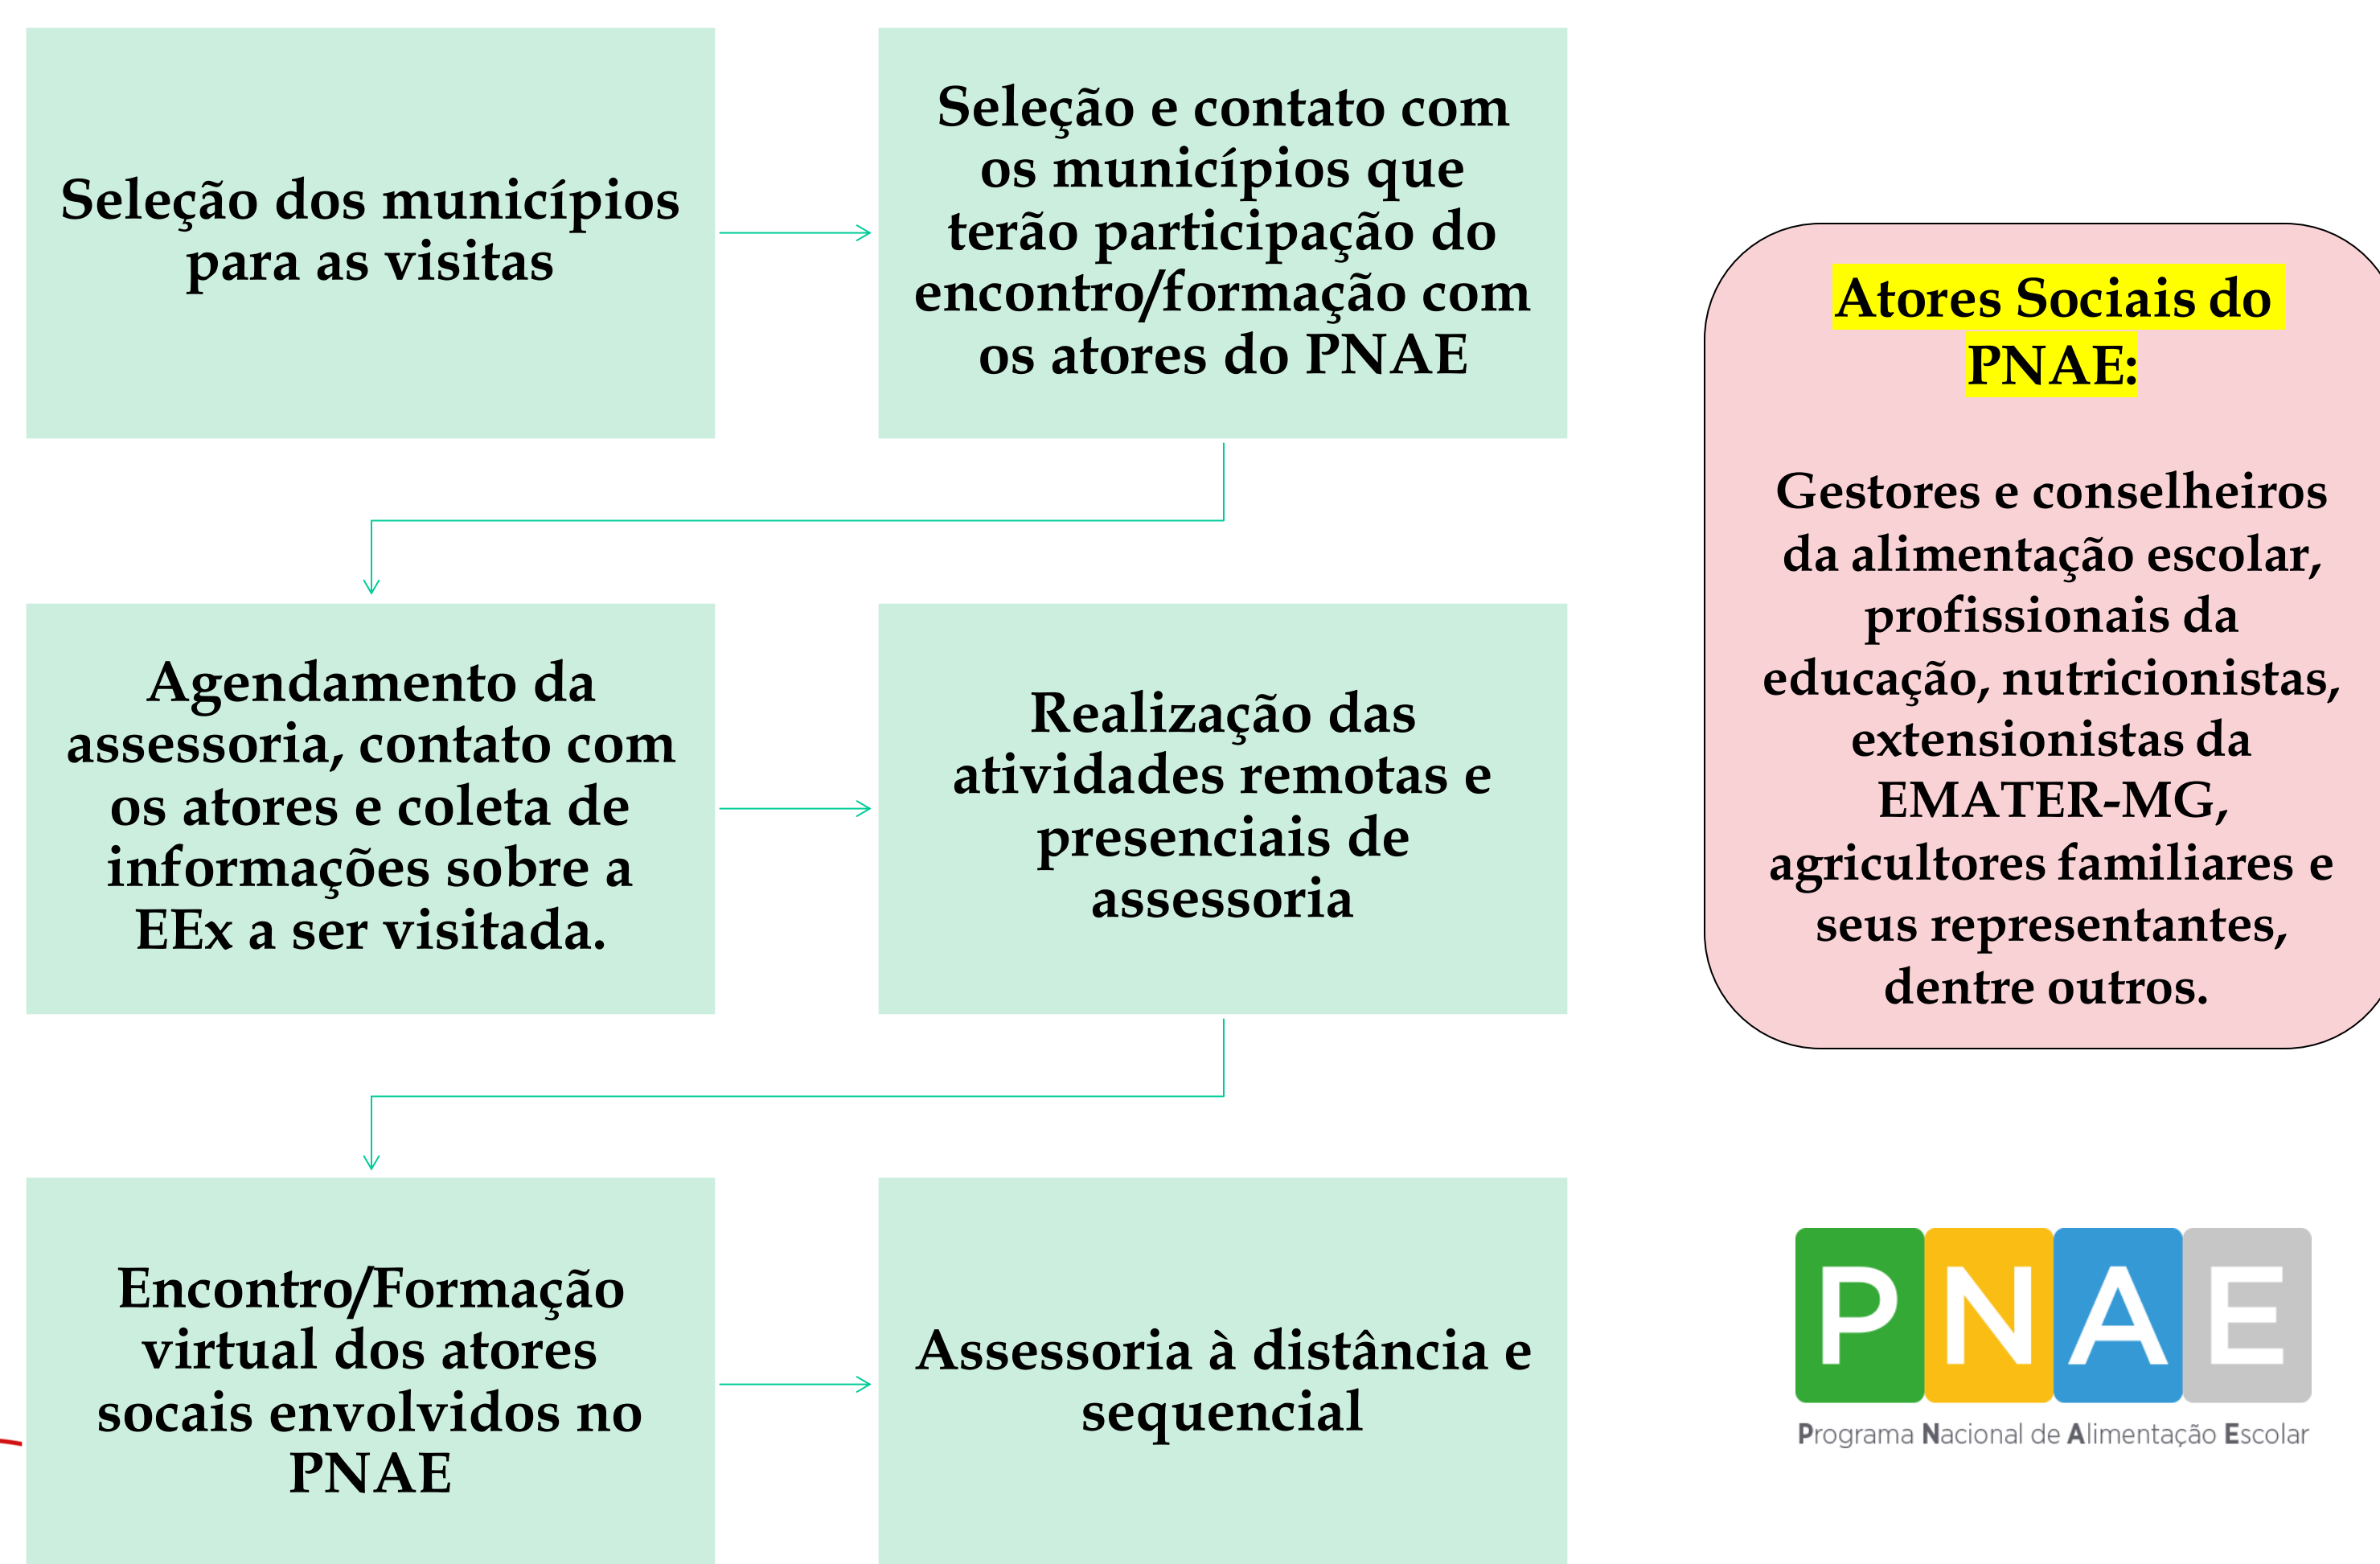 Seleção dos municípios
para as visitas
Seleção e contato com
os municípios que
terão participação do
encontro/formação com
os atores do PNAE
Agendamento da
assessoria, contato com
os atores e coleta de
informações sobre a
EEx a ser visitada.
Realização das
atividades remotas e
presenciais de
assessoria
Encontro/Formação
virtual dos atores
socais envolvidos no
PNAE
Assessoria à distância e
sequencial
Atores Sociais do
PNAE:
Gestores e conselheiros
da alimentação escolar,
profissionais da
educação, nutricionistas,
extensionistas da
EMATER-MG,
agricultores familiares e
seus representantes,
dentre outros.
PNAE
Programa Nacional de Alimentação Escolar